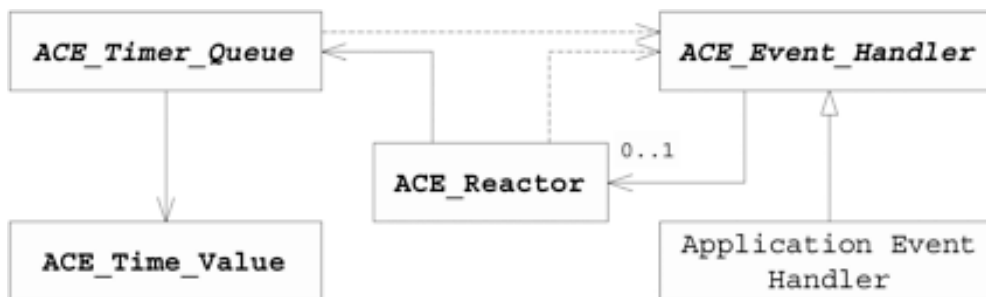 ACE_Timer_Queue
ACE_Event_Handler
0..1
ACE_Reactor
ACE_Time_Value
Application Event
Handler